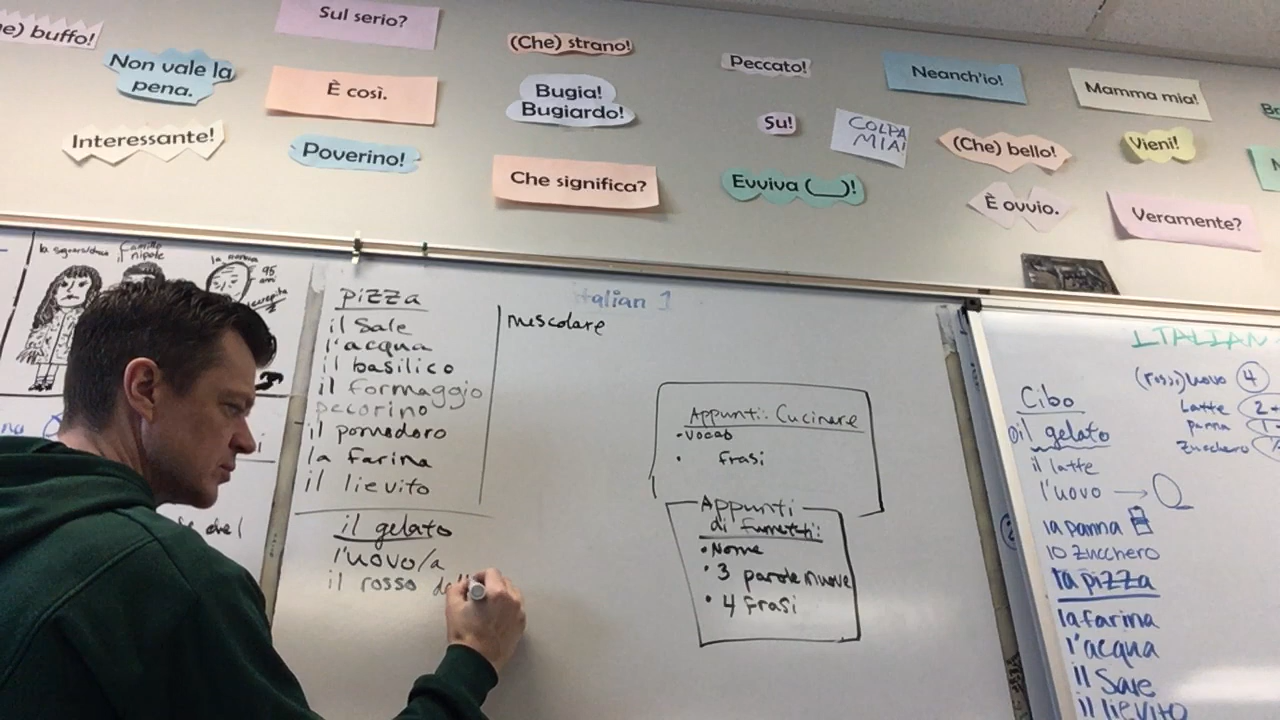 e) buffo!
Sul serio?
(Che) strano!
Peccato!
Neanch'io!
Mamma mia!
Non vale la
pena.
È così.
Bugia!
Bugiardo!
Su!
COLPA
MIA!
(Che) bello!
Vieni!
Interessante!
Poverino!
Che significa?
Evviva (__)!
È ovvio.
Veramente?
la
nipote
la nonna
95
anni
pizza
il sale
l'acqua
il basilico
il formaggio
pecorino
il pomodoro
la farina
il lievito
il gelato
l'uovo/a
il rosso
talian 1
mescolare
Appunti: Cucinare
•Vocab
• frasi
Appunti
di fumetti:
•Nome
•3 parole nuove
•4 frasi
ITALIAN
(rosso) uovo 4
Latte 2
panna
zucchero
Cibo
il gelato
il latte
l'uovo →
la panna
lo zucchero
la pizza
la farina
l'acqua
il sale
il lievito